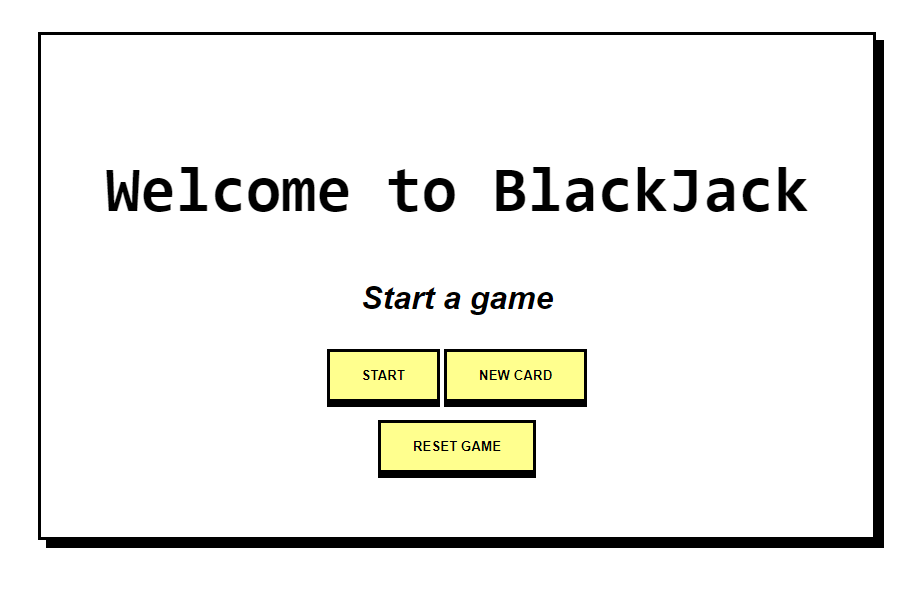 Welcome to BlackJack
Start a game
START NEW CARD
RESET GAME